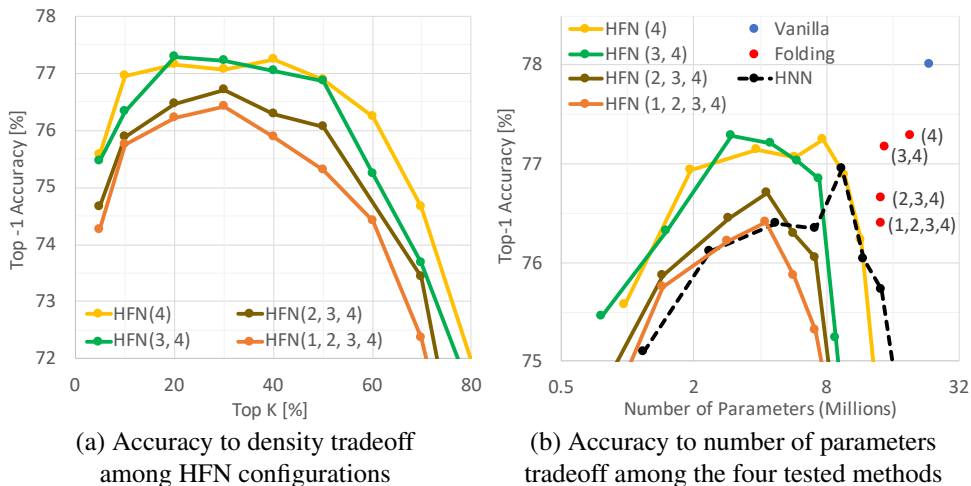 78
77
76
75
74
73
72
Top -1 Accuracy [%]
HFN(4)
HFN(2, 3, 4)
HFN(3, 4)
HFN(1, 2, 3, 4)
0
20
40
60
80
Top K [%]
(a) Accuracy to density tradeoff
among HFN configurations
78
77
76
75
Top-1 Accuracy [%]
HFN (4)
HFN (3, 4)
HFN (2, 3, 4)
HFN (1, 2, 3, 4)
Vanilla
Folding
HNN
(4)
(3,4)
(2,3,4)
(1,2,3,4)
0.5
2
8
32
Number of Parameters (Millions)
(b) Accuracy to number of parameters
tradeoff among the four tested methods